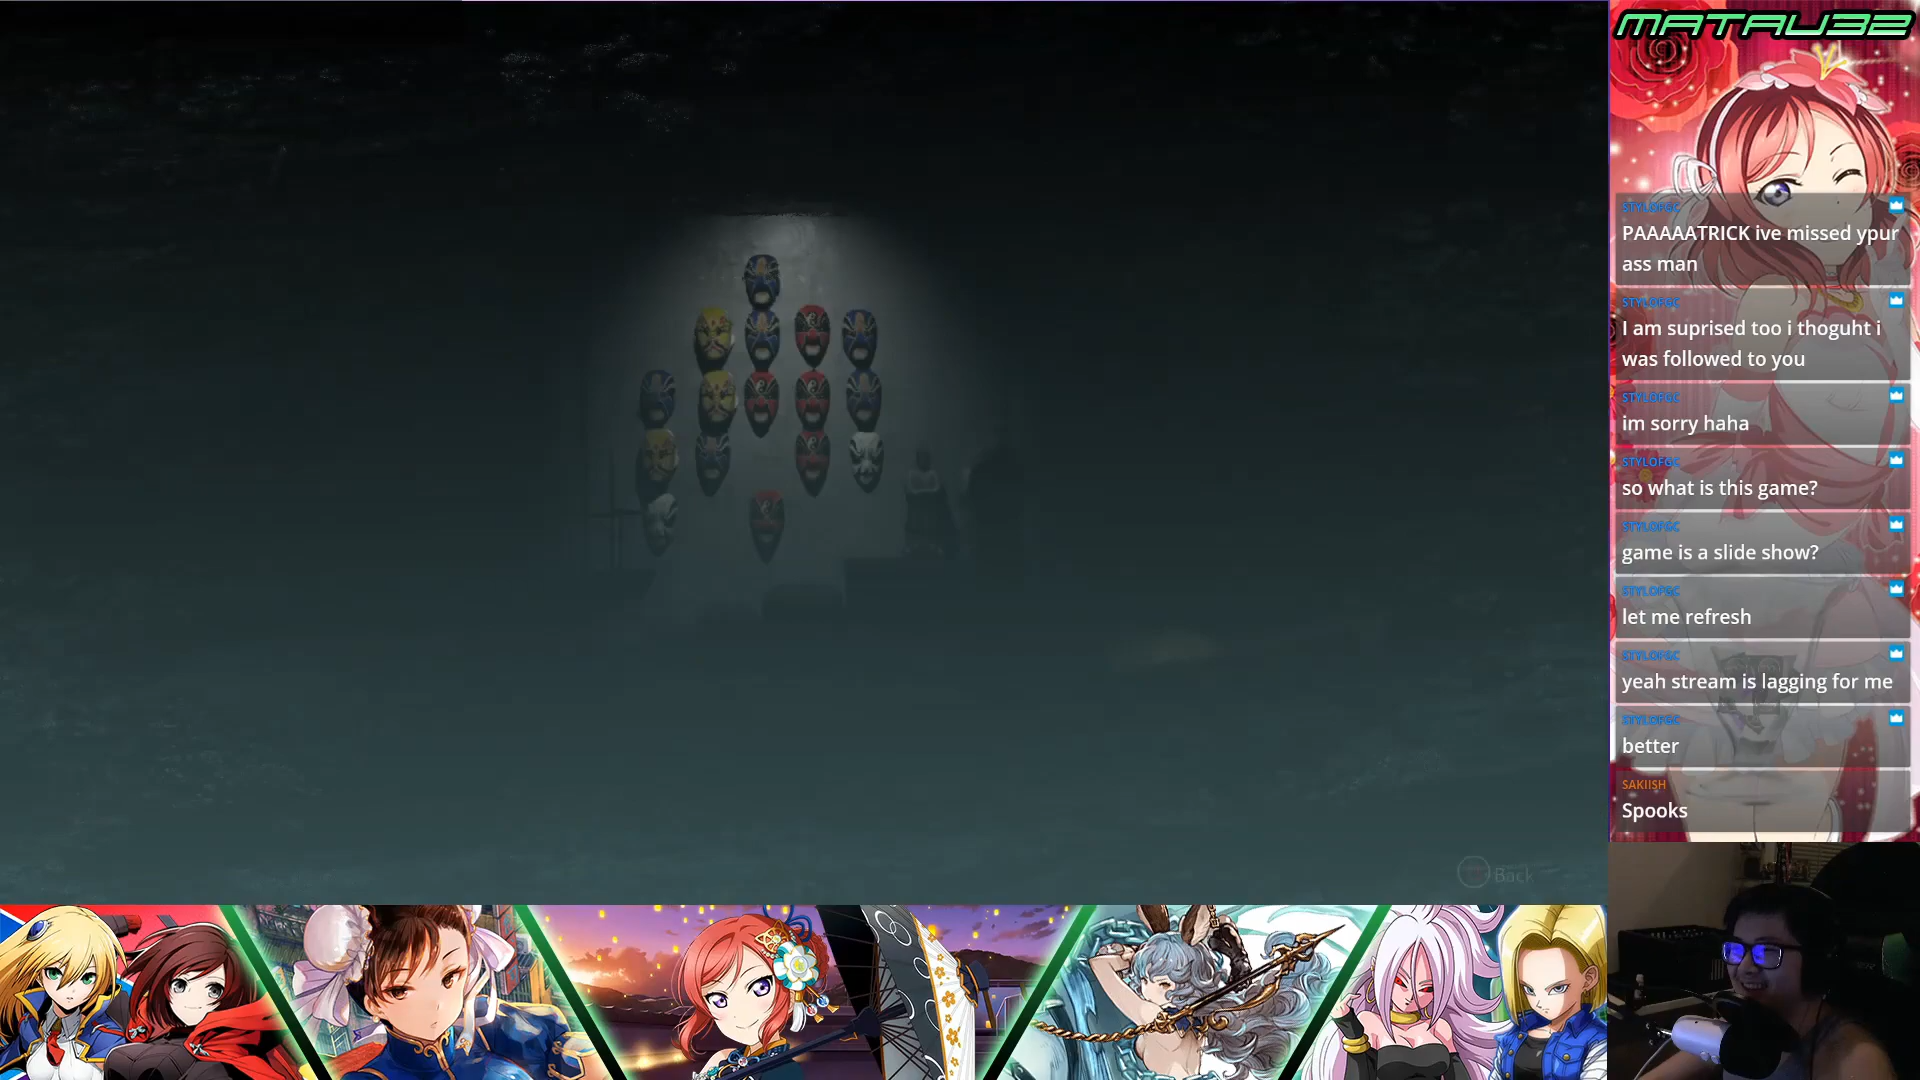 MATAU32
STYLOFGC
PAAAAATRICK ive missed ypur
ass man
STYLOFGC
I am suprised too i thoguht i
was followed to you
STYLOFGC
im sorry haha
STYLOFGC
so what is this game?
STYLOFGC
game is a slide show?
STYLOFGC
let me refresh
STYLOFGC
yeah stream is lagging for me
STYLOFGC
better
SAKIISH
Spooks
Back